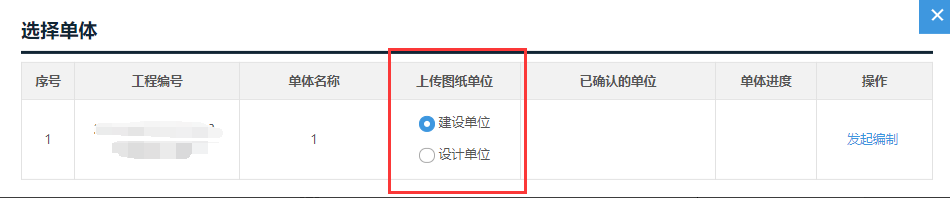 选择单体
序号 工程编号 单体名称 上传图纸单位 已确认的单位 单体进度 操作
建设单位
1 1 发起编制
设计单位